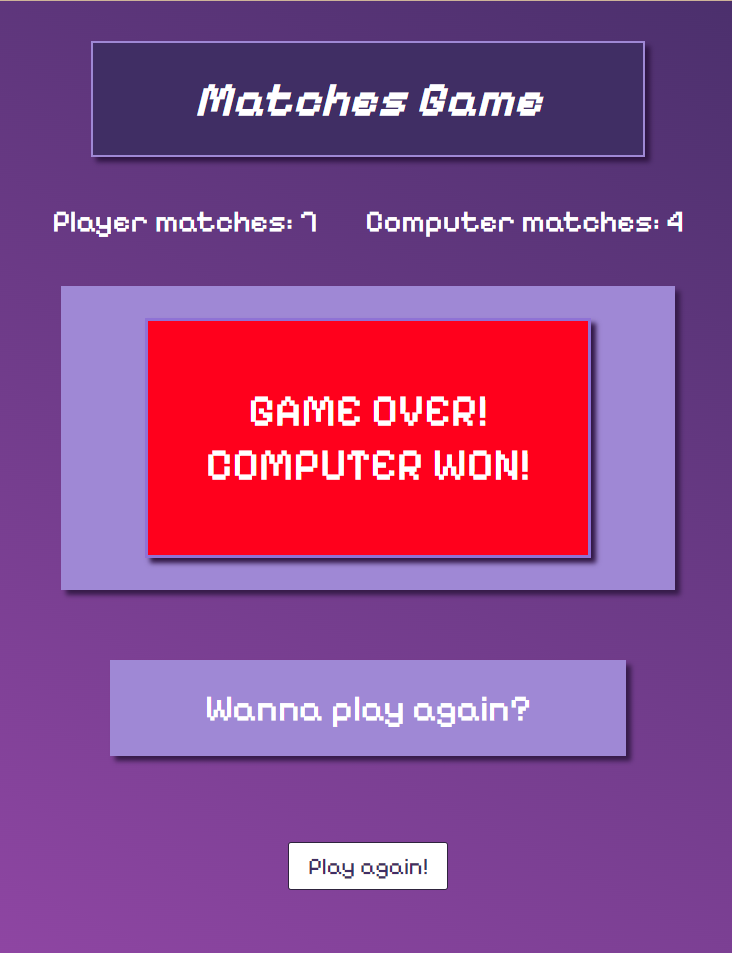 Matches Game
Player matches: 7 Computer matches: 4
GAME OVER!
COMPUTER WON!
Wanna play again?
Play again!